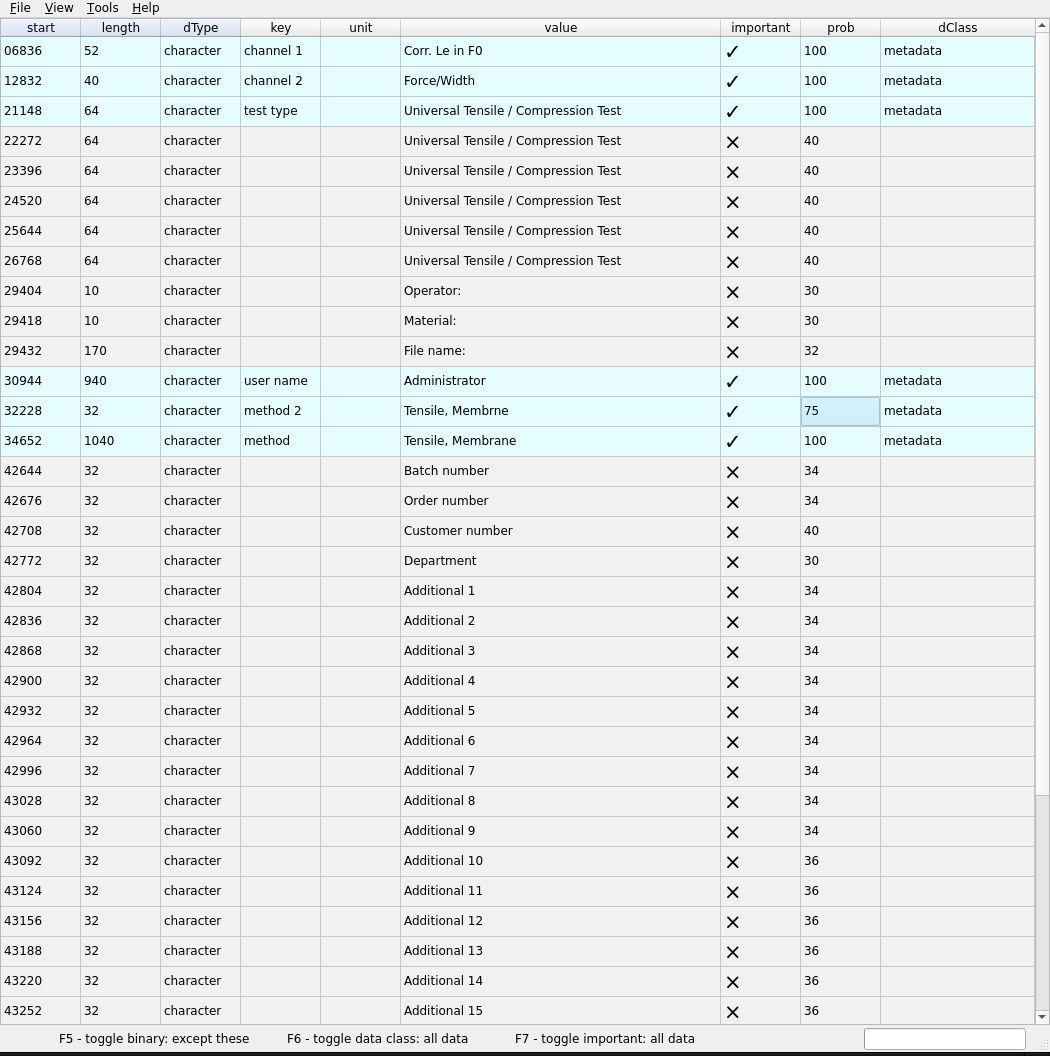 File View Tools Help
start length dType key unit value important prob dClass
06836 52 character channel 1 Corr. Le in F0 ✓ 100 metadata
12832 40 character channel 2 Force/Width ✓ 100 metadata
21148 64 character test type Universal Tensile / Compression Test ✓ 100 metadata
22272 64 character Universal Tensile / Compression Test ✕ 40
23396 64 character Universal Tensile / Compression Test ✕ 40
24520 64 character Universal Tensile / Compression Test ✕ 40
25644 64 character Universal Tensile / Compression Test ✕ 40
26768 64 character Universal Tensile / Compression Test ✕ 40
29404 10 character Operator: ✕ 30
29418 10 character Material: ✕ 30
29432 170 character File name: ✕ 32
30944 940 character user name Administrator ✓ 100 metadata
32228 32 character method 2 Tensile, Membrne ✓ 75 metadata
34652 1040 character method Tensile, Membrane ✓ 100 metadata
42644 32 character Batch number ✕ 34
42676 32 character Order number ✕ 34
42708 32 character Customer number ✕ 40
42772 32 character Department ✕ 30
42804 32 character Additional 1 ✕ 34
42836 32 character Additional 2 ✕ 34
42868 32 character Additional 3 ✕ 34
42900 32 character Additional 4 ✕ 34
42932 32 character Additional 5 ✕ 34
42964 32 character Additional 6 ✕ 34
42996 32 character Additional 7 ✕ 34
43028 32 character Additional 8 ✕ 34
43060 32 character Additional 9 ✕ 34
43092 32 character Additional 10 ✕ 36
43124 32 character Additional 11 ✕ 36
43156 32 character Additional 12 ✕ 36
43188 32 character Additional 13 ✕ 36
43220 32 character Additional 14 ✕ 36
43252 32 character Additional 15 ✕ 36
F5 - toggle binary: except these F6 - toggle data class: all data F7 - toggle important: all data